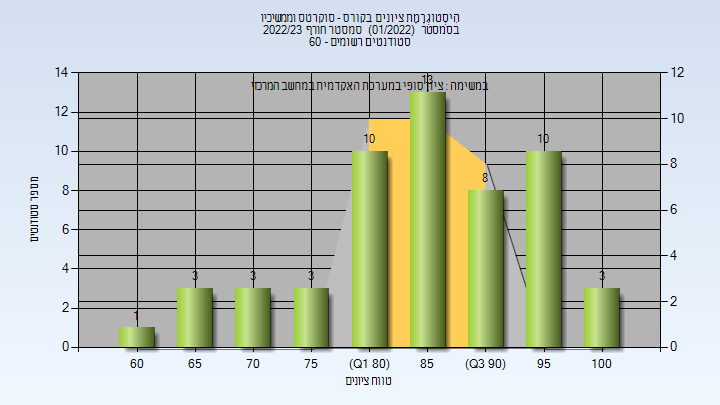 היסטוגרמת ציונים בקורס - סוקרטס וממשיכיו
בסמסטר (01/2022) סמסטר חורף 2022/23
סטודנטים רשומים - 60
במשימה : ציון סופי במערכת האקדמית במחשב המרכזי
14 12 10 8 6 4 2 0
12 10 8 6 4 2 0
1 3 3 3 10 13 8 10 3
מספר סטודנטים
60 65 70 75 (Q1 80) 85 (Q3 90) 95 100
טווח ציונים